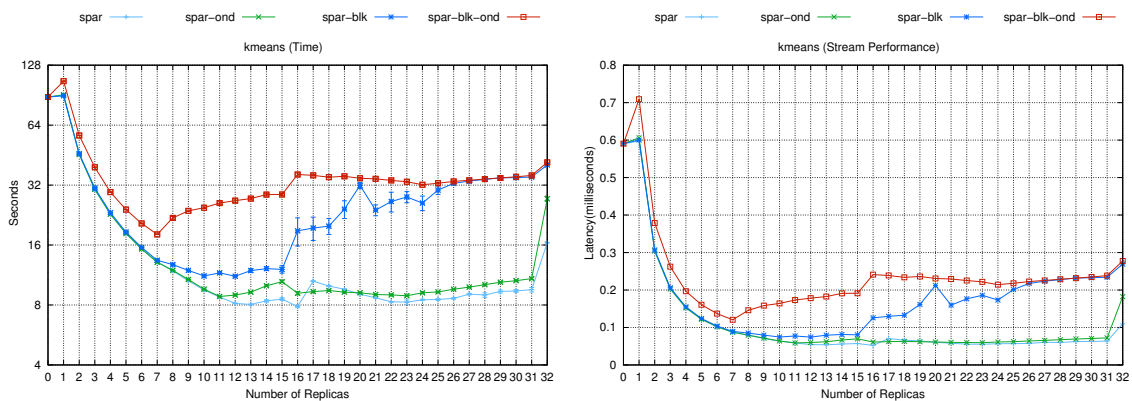 spar spar-ond spar-blk spar-blk-ond
kmeans (Time)
Seconds
128
64
32
16
8
4
0 1 2 3 4 5 6 7 8 9 10 11 12 13 14 15 16 17 18 19 20 21 22 23 24 25 26 27 28 29 30 31 32
Number of Replicas
spar spar-ond spar-blk spar-blk-ond
kmeans (Stream Performance)
Latency(milliseconds)
0.8
0.7
0.6
0.5
0.4
0.3
0.2
0.1
0
0 1 2 3 4 5 6 7 8 9 10 11 12 13 14 15 16 17 18 19 20 21 22 23 24 25 26 27 28 29 30 31 32
Number of Replicas